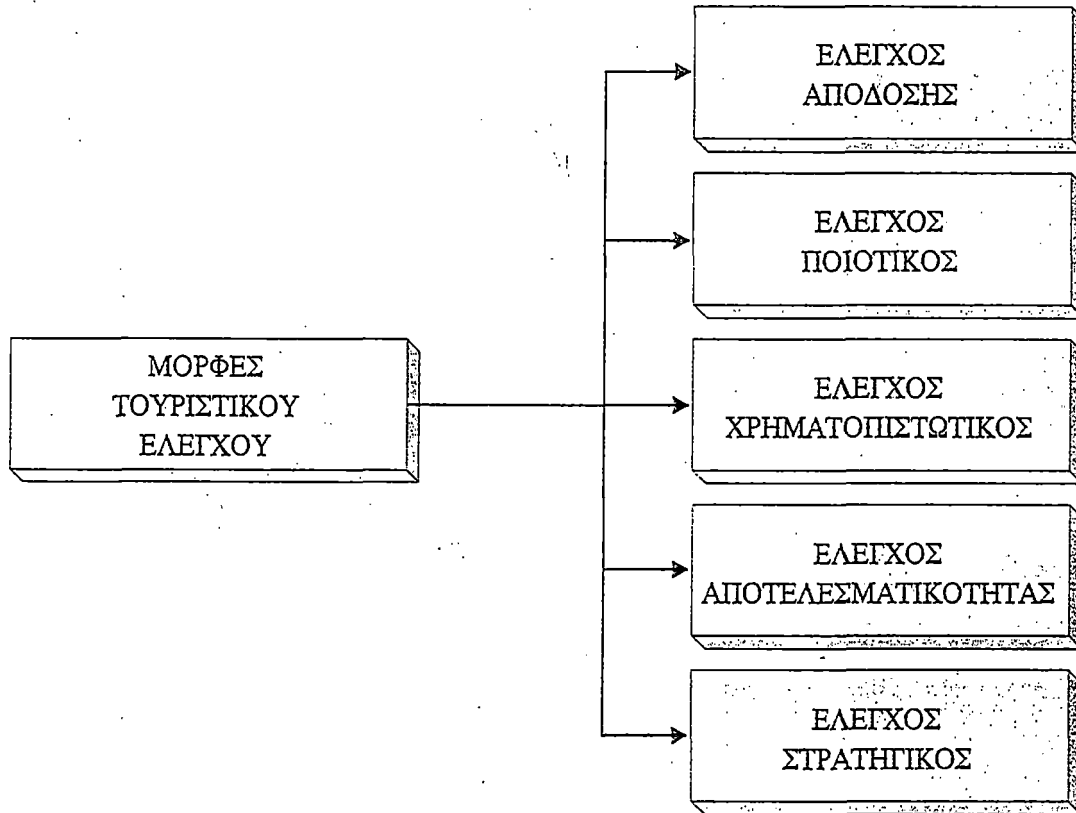 ΕΛΕΓΧΟΣ
ΑΠΟΔΟΣΗΣ
ΕΛΕΓΧΟΣ
ΠΟΙΟΤΙΚΟΣ
ΜΟΡΦΕΣ
ΤΟΥΡΙΣΤΙΚΟΥ
ΕΛΕΓΧΟΥ
ΕΛΕΓΧΟΣ
ΧΡΗΜΑΤΟΠΙΣΤΩΤΙΚΟΣ
ΕΛΕΓΧΟΣ
ΑΠΟΤΕΛΕΣΜΑΤΙΚΟΤΗΤΑΣ
ΕΛΕΓΧΟΣ
ΣΤΡΑΤΗΓΙΚΟΣ